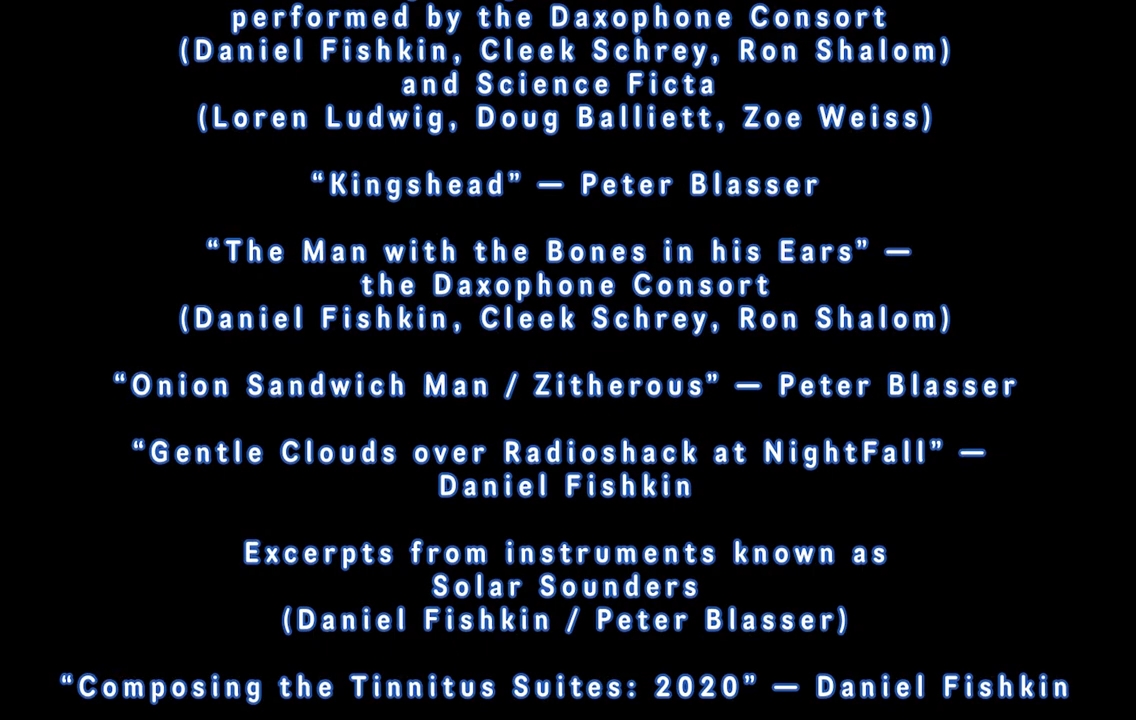 performed by the Daxophone Consort
(Daniel Fishkin, Cleek Schrey, Ron Shalom)
and Science Ficta
(Loren Ludwig, Doug Balliett, Zoe Weiss)
“Kingshead” — Peter Blasser
“The Man with the Bones in his Ears” —
the Daxophone Consort
(Daniel Fishkin, Cleek Schrey, Ron Shalom)
“Onion Sandwich Man / Zitherous” — Peter Blasser
“Gentle Clouds over Radioshack at NightFall” —
Daniel Fishkin
Excerpts from instruments known as
Solar Sounders
(Daniel Fishkin / Peter Blasser)
“Composing the Tinnitus Suites: 2020” — Daniel Fishkin